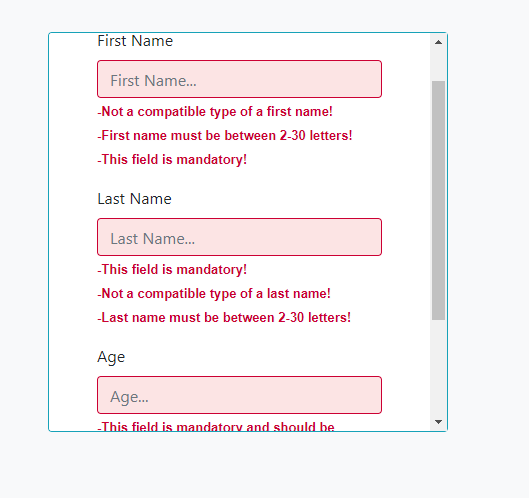 First Name
First Name...
-Not a compatible type of a first name!
-First name must be between 2-30 letters!
-This field is mandatory!
Last Name
Last Name...
-This field is mandatory!
-Not a compatible type of a last name!
-Last name must be between 2-30 letters!
Age
Age...
-This field is mandatory and should be